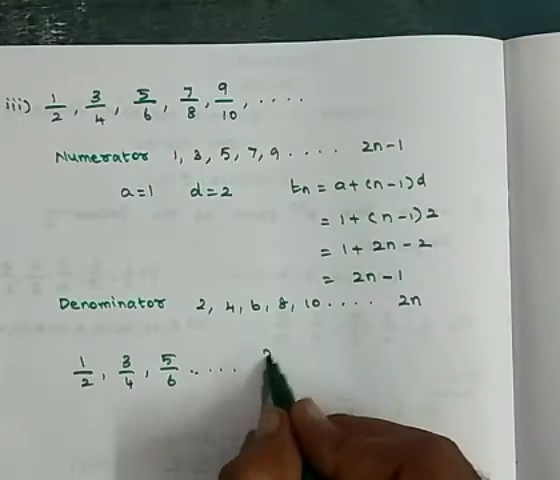 iii) 1/2, 3/4, 5/6, 7/8, 9/10, ....
Numerator 1, 3, 5, 7, 9 .... 2n-1
a=1 d=2 tn = a+(n-1)d
= 1+(n-1)2
= 1+2n-2
= 2n-1
Denominator 2, 4, 6, 8, 10 .... 2n
1/2, 3/4, 5/6 .....